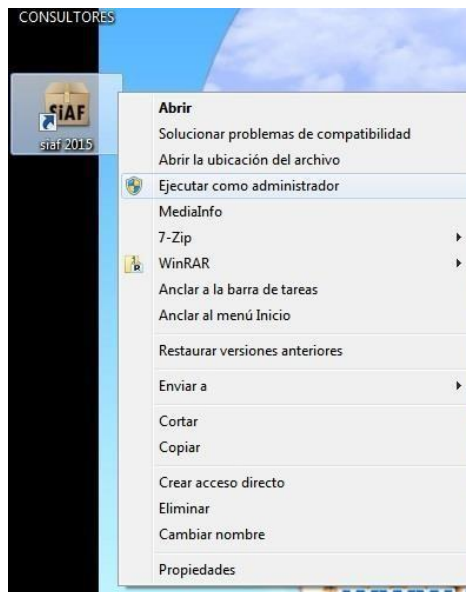 CONSULTORES
SiAF
siaf 2015
Abrir
Solucionar problemas de compatibilidad
Abrir la ubicación del archivo
Ejecutar como administrador
MediaInfo
7-Zip
WinRAR
Anclar a la barra de tareas
Anclar al menú Inicio
Restaurar versiones anteriores
Enviar a
Cortar
Copiar
Crear acceso directo
Eliminar
Cambiar nombre
Propiedades